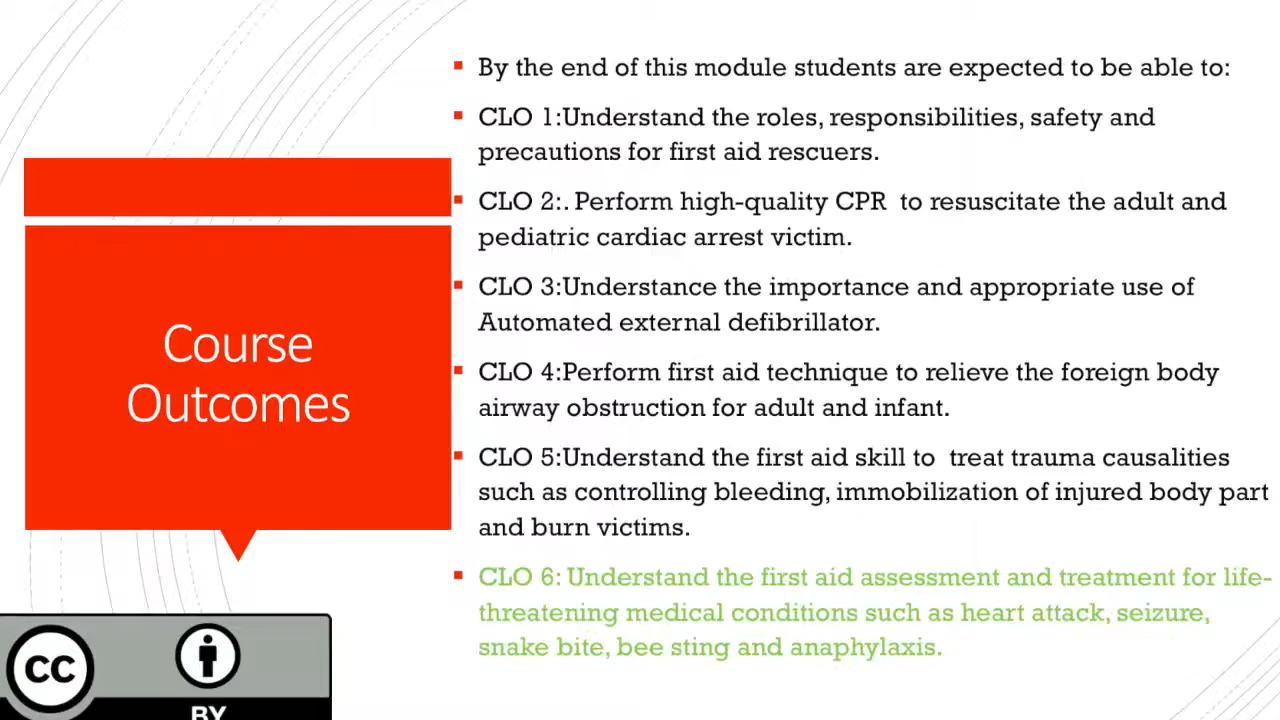 Course
Outcomes
By the end of this module students are expected to be able to:
CLO 1:Understand the roles, responsibilities, safety and
precautions for first aid rescuers.
CLO 2:. Perform high-quality CPR  to resuscitate the adult and
pediatric cardiac arrest victim.
CLO 3:Understance the importance and appropriate use of
Automated external defibrillator.
CLO 4:Perform first aid technique to relieve the foreign body
airway obstruction for adult and infant.
CLO 5:Understand the first aid skill to  treat trauma causalities
such as controlling bleeding, immobilization of injured body part
and burn victims.
CLO 6: Understand the first aid assessment and treatment for life-
threatening medical conditions such as heart attack, seizure,
snake bite, bee sting and anaphylaxis.
CC
BY